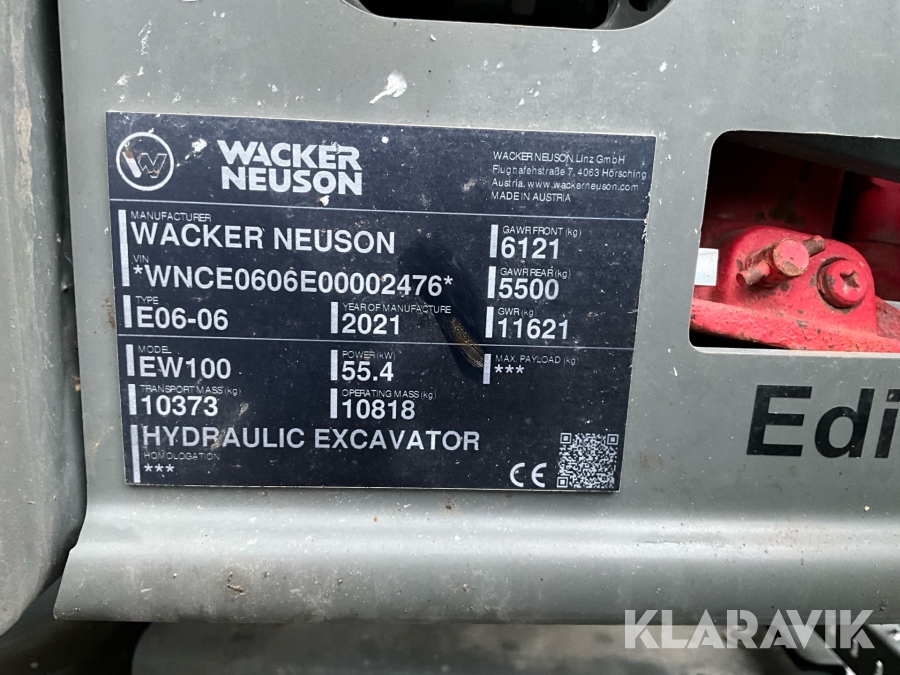 WACKER
NEUSON
WACKER NEUSON Linz GmbH
Flughafenstraße 7, 4063 Hörsching
Austria, www.wackerneuson.com
MADE IN AUSTRIA
MANUFACTURER
WACKER NEUSON
GAWR FRONT (kg)
6121
VIN
*WNCE0606E00002476*
GAWR REAR (kg)
5500
TYPE
E06-06
YEAR OF MANUFACTURE
2021
GWR (kg)
11621
MODEL
EW100
POWER (kW)
55.4
MAX. PAYLOAD (kg)
***
TRANSPORT MASS (kg)
10373
OPERATING MASS (kg)
10818
HYDRAULIC EXCAVATOR
HOMOLOGATION
***
CE
Edi
KLARAVIK